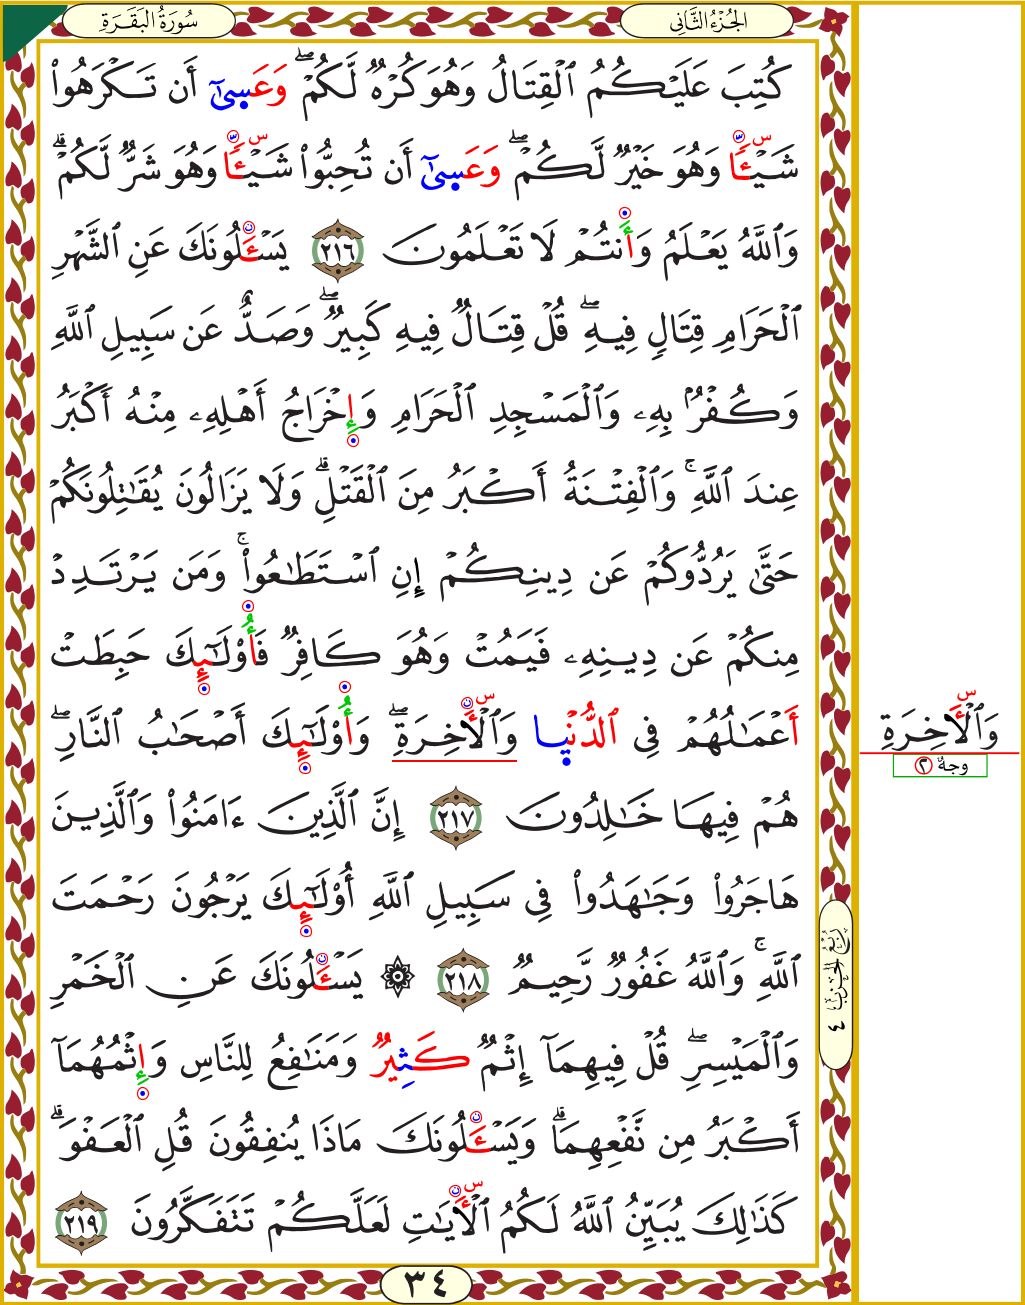 سُورَةُ البَقَرَةِ
الجُزْءُ الثَّانِى
كُتِبَ عَلَيْكُمُ ٱلْقِتَالُ وَهُوَ كُرْهٌ لَّكُمْ ۖ وَعَسٜىٰٓ أَن تَكْرَهُوا۟
شَيْـًٔا وَهُوَ خَيْرٌ لَّكُمْ ۖ وَعَسٜىٰٓ أَن تُحِبُّوا۟ شَيْـًٔا وَهُوَ شَرٌّ لَّكُمْ ۗ
وَٱللَّهُ يَعْلَمُ وَأَنتُمْ لَا تَعْلَمُونَ ٢١٦ يَسْـَٔلُونَكَ عَنِ ٱلشَّهْرِ
ٱلْحَرَامِ قِتَالٍ فِيهِ ۖ قُلْ قِتَالٌ فِيهِ كَبِيرٌ ۖ وَصَدٌّ عَن سَبِيلِ ٱللَّهِ
وَكُفْرٌۢ بِهِۦ وَٱلْمَسْجِدِ ٱلْحَرَامِ وَإِخْرَاجُ أَهْلِهِۦ مِنْهُ أَكْبَرُ
عِندَ ٱللَّهِ ۚ وَٱلْفِتْنَةُ أَكْبَرُ مِنَ ٱلْقَتْلِ ۗ وَلَا يَزَالُونَ يُقَـٰتِلُونَكُمْ
حَتَّىٰ يَرُدُّوكُمْ عَن دِينِكُمْ إِنِ ٱسْتَطَـٰعُوا۟ ۚ وَمَن يَرْتَدِدْ
مِنكُمْ عَن دِينِهِۦ فَيَمُتْ وَهُوَ كَافِرٌ فَأُو۟لَـٰٓئِكَ حَبِطَتْ
أَعْمَـٰلُهُمْ فِى ٱلدُّنْيٜا وَٱلْأَخِرَةِ ۖ وَأُو۟لَـٰٓئِكَ أَصْحَـٰبُ ٱلنَّارِ ۖ
وَٱلْأَخِرَةِ
وجهٌ ٢
هُمْ فِيهَا خَـٰلِدُونَ ٢١٧ إِنَّ ٱلَّذِينَ ءَامَنُوا۟ وَٱلَّذِينَ
هَاجَرُوا۟ وَجَـٰهَدُوا۟ فِى سَبِيلِ ٱللَّهِ أُو۟لَـٰٓئِكَ يَرْجُونَ رَحْمَتَ
ٱللَّهِ ۚ وَٱللَّهُ غَفُورٌ رَّحِيمٌ ٢١٨ ۞ يَسْـَٔلُونَكَ عَنِ ٱلْخَمْرِ
وَٱلْمَيْسِرِ ۖ قُلْ فِيهِمَآ إِثْمٌ كَثِيرٌ وَمَنَـٰفِعُ لِلنَّاسِ وَإِثْمُهُمَآ
أَكْبَرُ مِن نَّفْعِهِمَا ۗ وَيَسْـَٔلُونَكَ مَاذَا يُنفِقُونَ قُلِ ٱلْعَفْوَ ۗ
كَذَٰلِكَ يُبَيِّنُ ٱللَّهُ لَكُمُ ٱلْأَيَـٰتِ لَعَلَّكُمْ تَتَفَكَّرُونَ ٢١٩
رُبْعُ الحِزْبِ ٤
٣٤